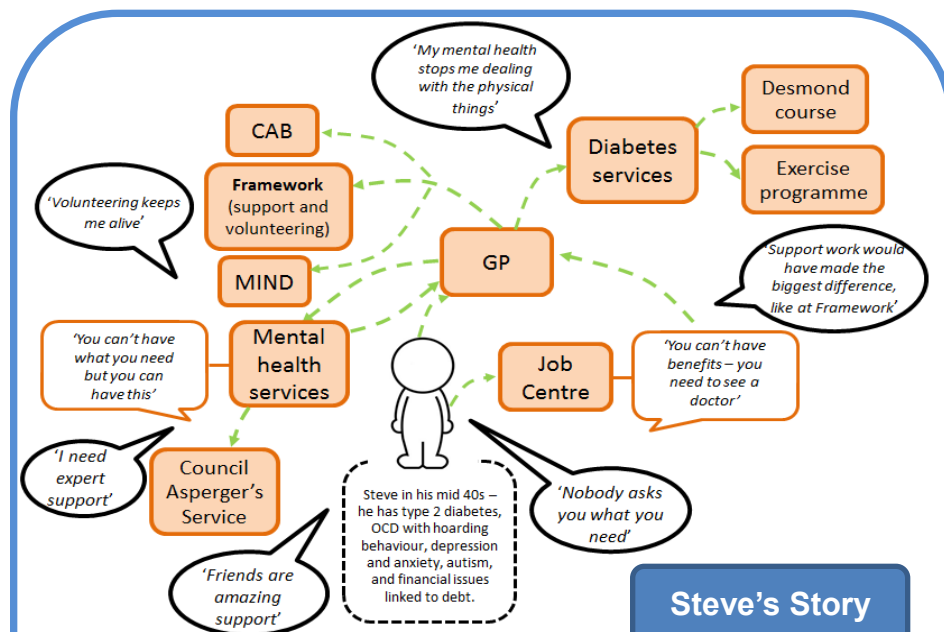 ‘My mental health
stops me dealing
with the physical
things’
Desmond
course
CAB
Diabetes
services
Exercise
programme
Framework
(support and
volunteering)
‘Volunteering keeps
me alive’
GP
MIND
‘Support work would
have made the
biggest difference,
like at Framework’
‘You can’t have
what you need
but you can
have this’
Mental
health
services
Job
Centre
‘You can’t have
benefits – you
need to see a
doctor’
‘I need
expert
support’
Council
Asperger’s
Service
Steve in his mid 40s –
he has type 2 diabetes,
OCD with hoarding
behaviour, depression
and anxiety, autism,
and financial issues
linked to debt.
‘Nobody asks
you what you
need’
‘Friends are
amazing
support’
Steve’s Story